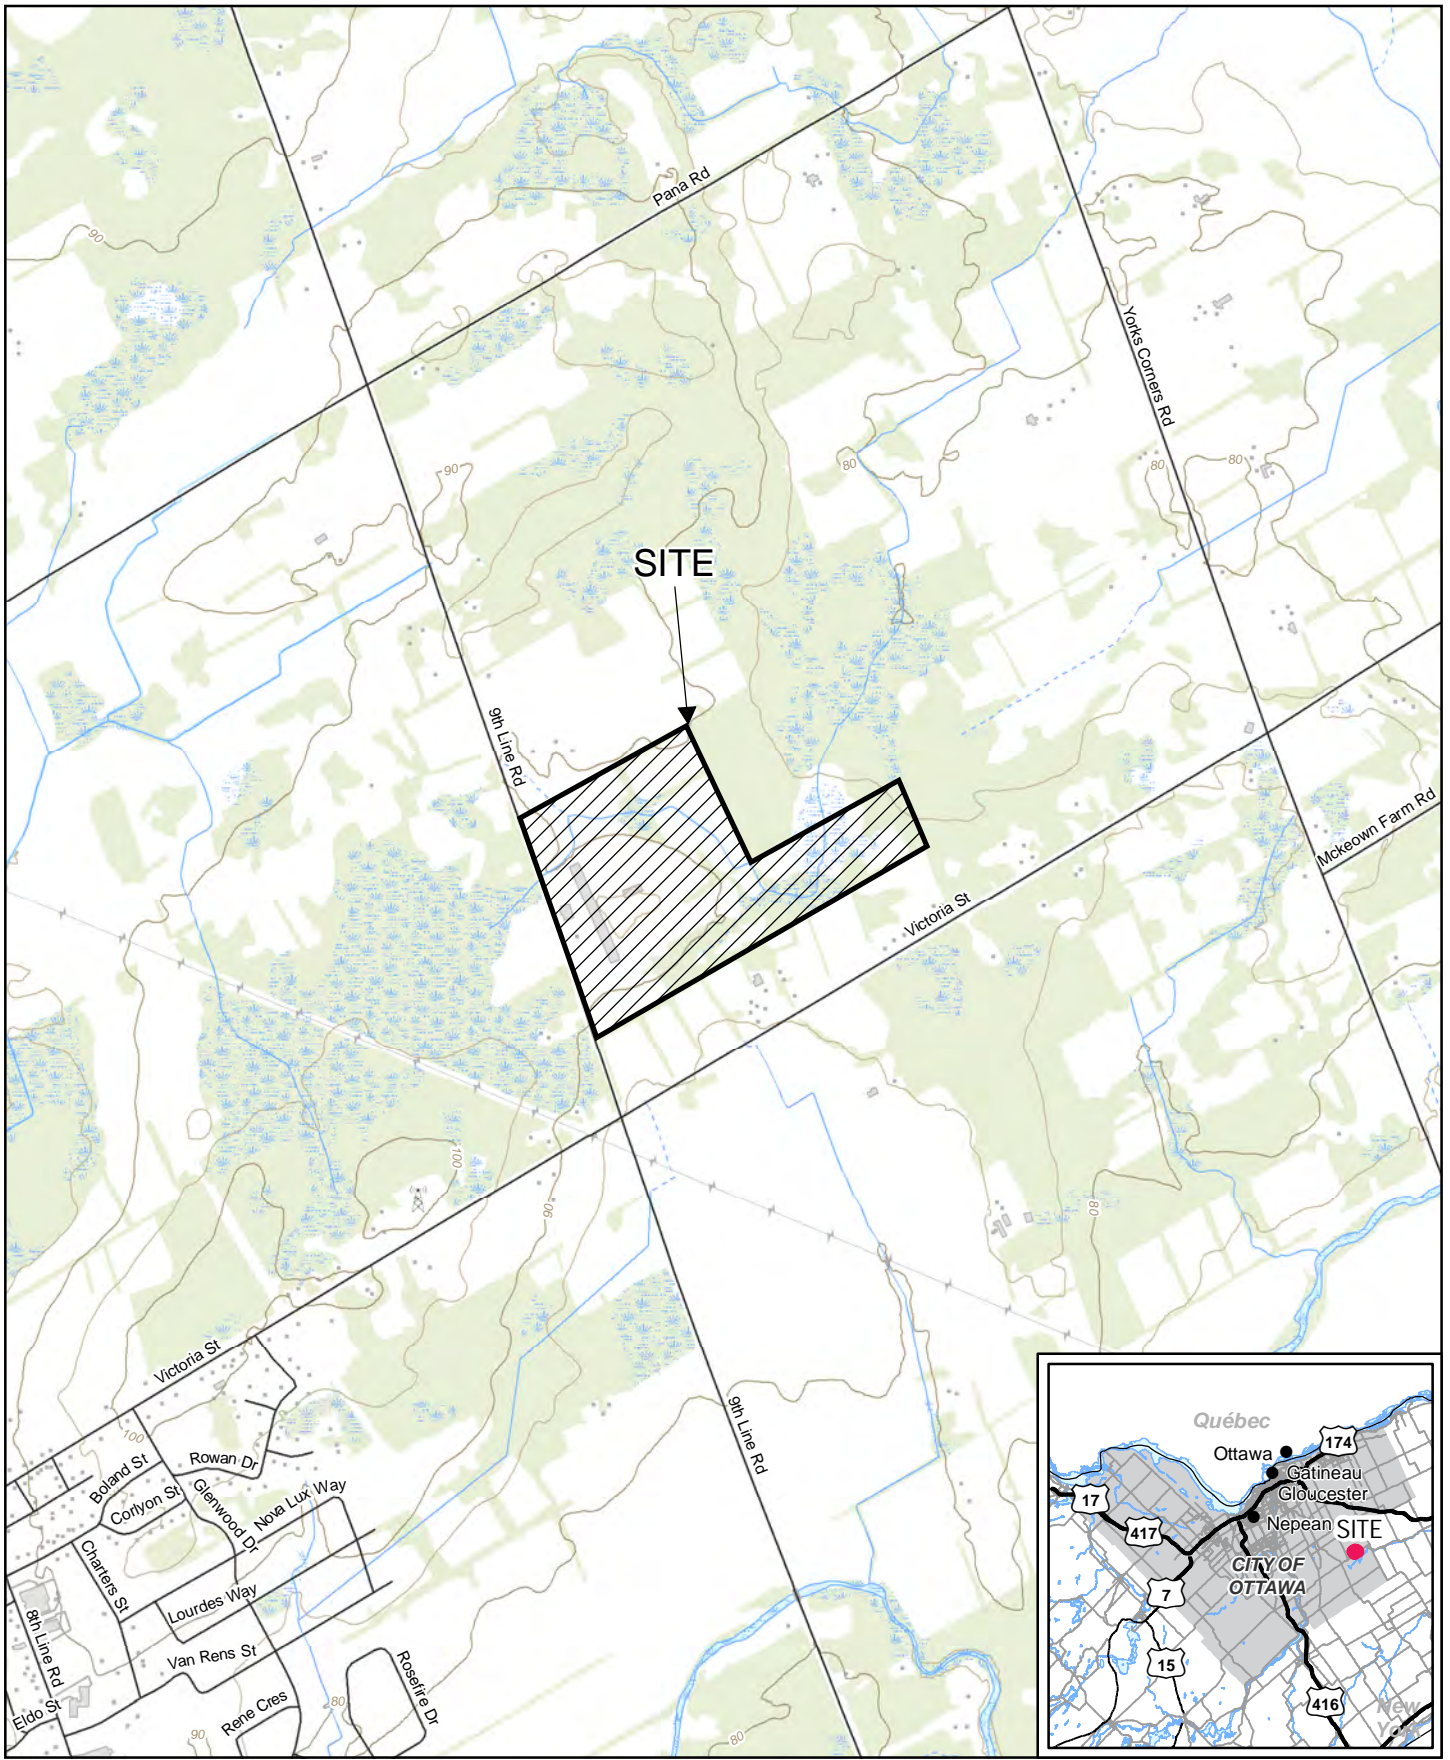 Pana Rd
90
Yorks Corners Rd
90
80
80
80
SITE
9th Line Rd
Mckeown Farm Rd
Victoria St
100
90
80
Victoria St
9th Line Rd
100
Boland St
Rowan Dr
Corlyon St
Glenwood Dr
Nova Lux Way
Charters St
Lourdes Way
8th Line Rd
Van Rens St
Rosefire Dr
Eldo St
Rene Cres
80
90
80
Québec
174
Ottawa
Gatineau
Gloucester
17
417
Nepean
SITE
CITY OF
OTTAWA
7
15
416
New
York